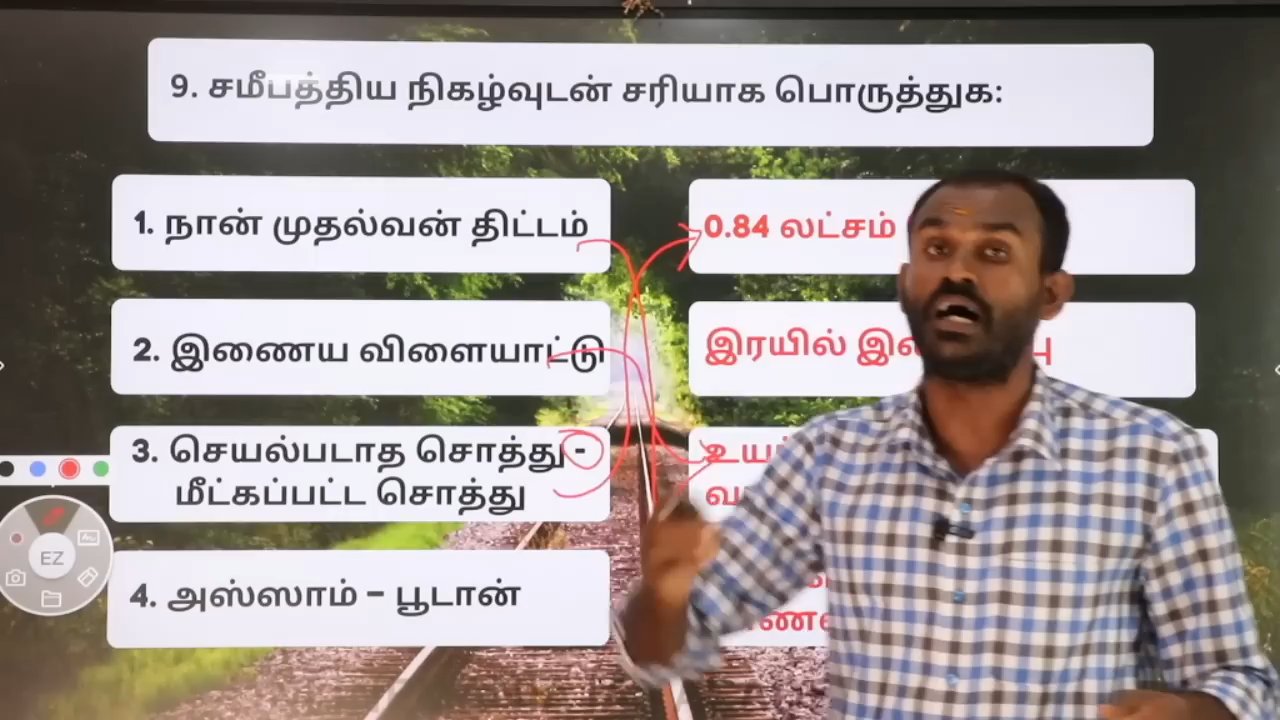 9. சமீபத்திய நிகழ்வுடன் சரியாக பொருத்துக:
1. நான் முதல்வன் திட்டம்
0.84 லட்சம்
2. இணைய விளையாட்டு
இரயில்
3. செயல்படாத சொத்து -
மீட்கப்பட்ட சொத்து
4. அஸ்ஸாம் – பூடான்
EZ